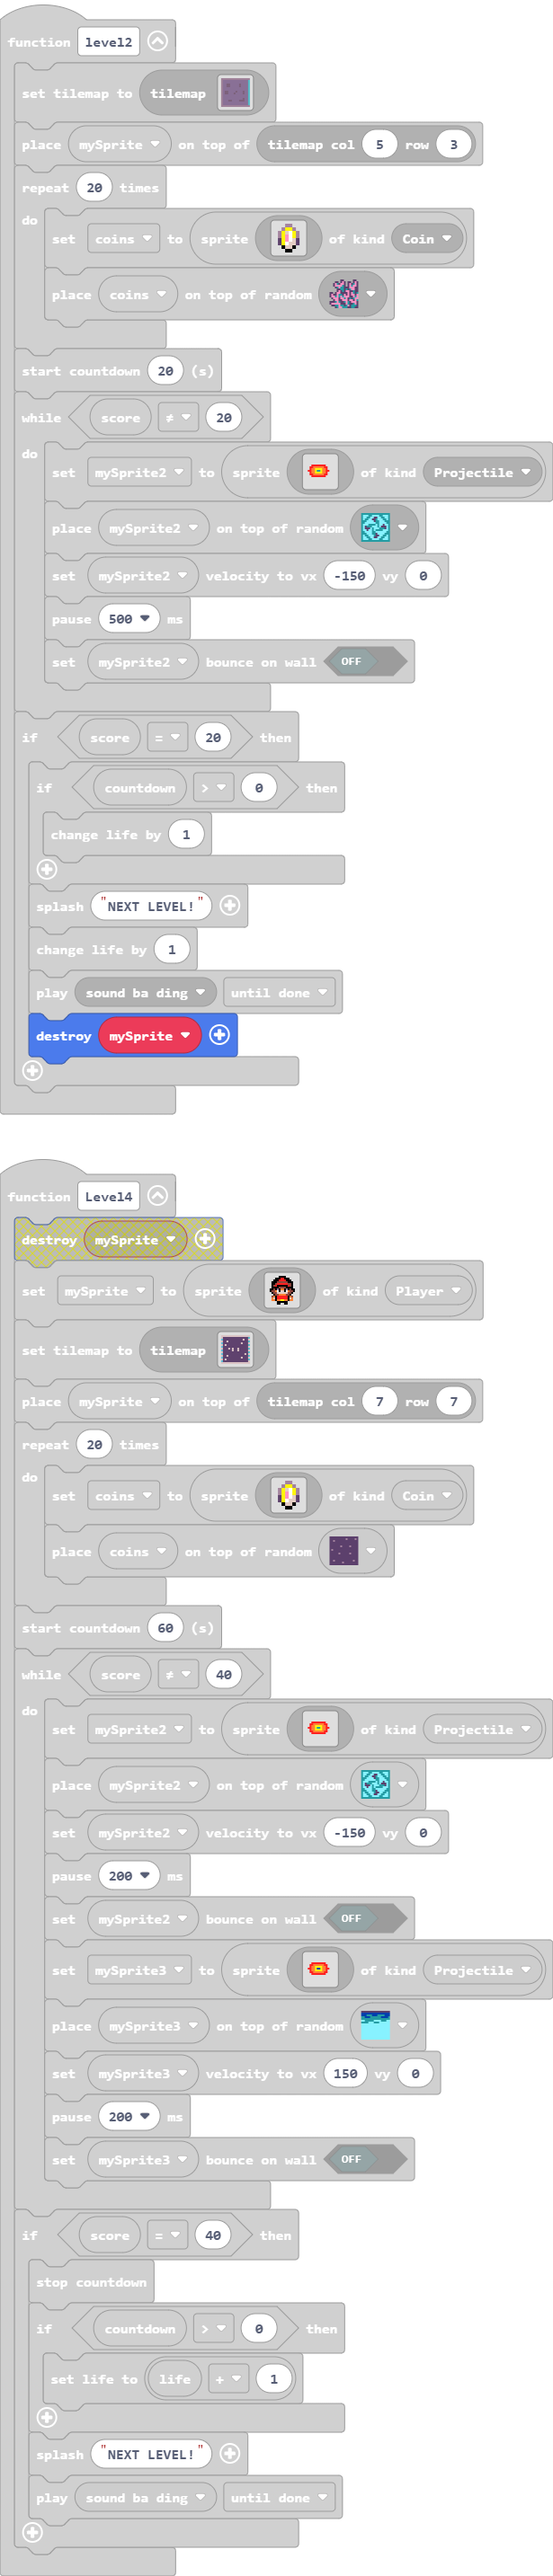 function level2
set tilemap to tilemap
place mySprite on top of tilemap col 5 row 3
repeat 20 times
do
set coins to sprite of kind Coin
place coins on top of random
start countdown 20 (s)
while score ≠ 20
do
set mySprite2 to sprite of kind Projectile
place mySprite2 on top of random
set mySprite2 velocity to vx -150 vy 0
pause 500 ms
set mySprite2 bounce on wall OFF
if score = 20 then
if countdown > 0 then
change life by 1
splash "NEXT LEVEL!"
change life by 1
play sound ba ding until done
destroy mySprite
function Level4
destroy mySprite
set mySprite to sprite of kind Player
set tilemap to tilemap
place mySprite on top of tilemap col 7 row 7
repeat 20 times
do
set coins to sprite of kind Coin
place coins on top of random
start countdown 60 (s)
while score ≠ 40
do
set mySprite2 to sprite of kind Projectile
place mySprite2 on top of random
set mySprite2 velocity to vx -150 vy 0
pause 200 ms
set mySprite2 bounce on wall OFF
set mySprite3 to sprite of kind Projectile
place mySprite3 on top of random
set mySprite3 velocity to vx 150 vy 0
pause 200 ms
set mySprite3 bounce on wall OFF
if score = 40 then
stop countdown
if countdown > 0 then
set life to life + 1
splash "NEXT LEVEL!"
play sound ba ding until done